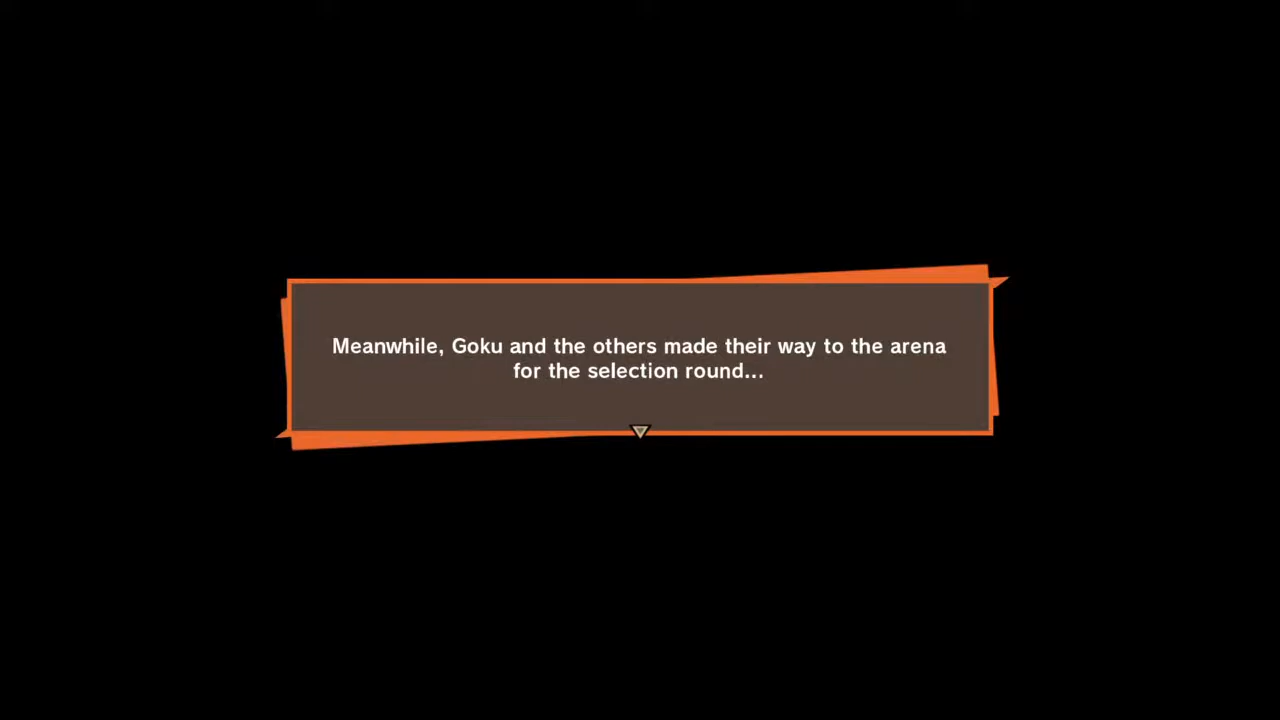 Meanwhile, Goku and the others made their way to the arena
for the selection round...